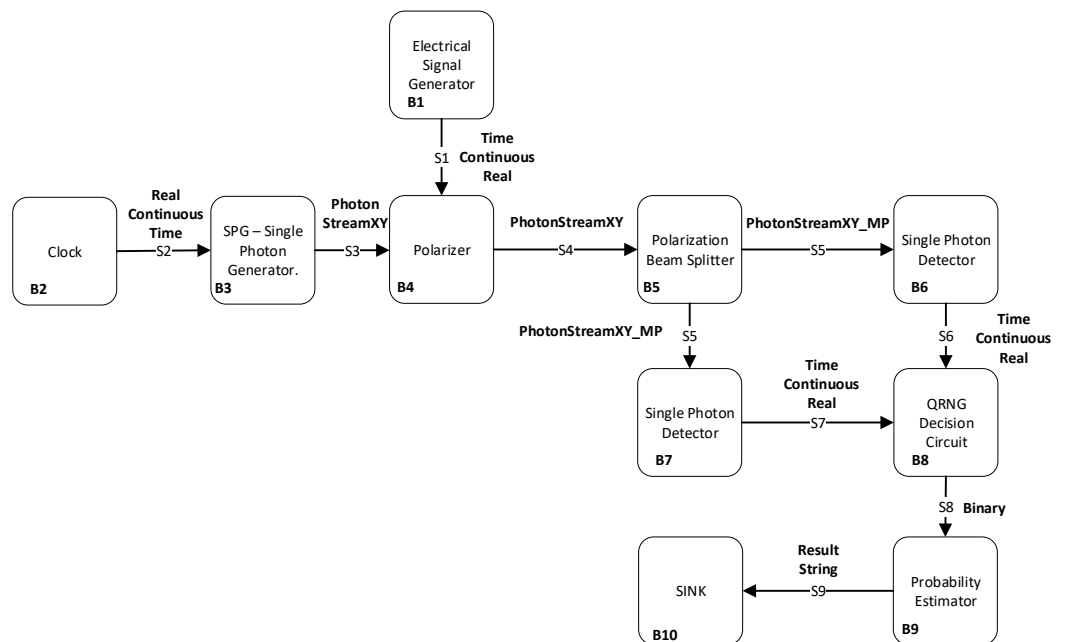 Electrical
Signal
Generator
B1
S1
Time
Continuous
Real
Clock
B2
Real
Continuous
Time
S2
SPG – Single
Photon
Generator.
B3
Photon
StreamXY
S3
Polarizer
B4
PhotonStreamXY
S4
Polarization
Beam Splitter
B5
PhotonStreamXY_MP
S5
Single Photon
Detector
B6
PhotonStreamXY_MP
S5
Time
Continuous
Real
S6
Single Photon
Detector
B7
Time
Continuous
Real
S7
QRNG
Decision
Circuit
B8
S8
Binary
Probability
Estimator
B9
Result
String
S9
SINK
B10